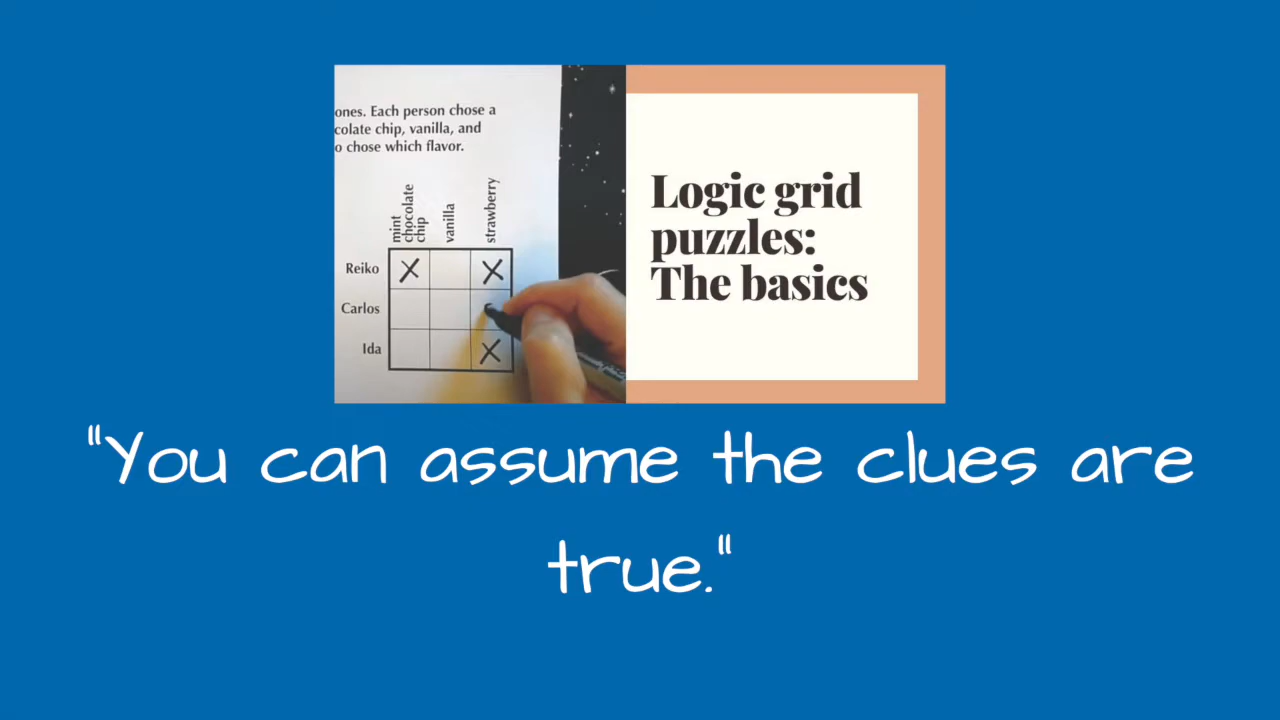 ones. Each person chose a
colate chip, vanilla, and
o chose which flavor.
mint
chocolate
chip
vanilla
strawberry
Reiko
Carlos
Ida
Logic grid
puzzles:
The basics
"You can assume the clues are
true."